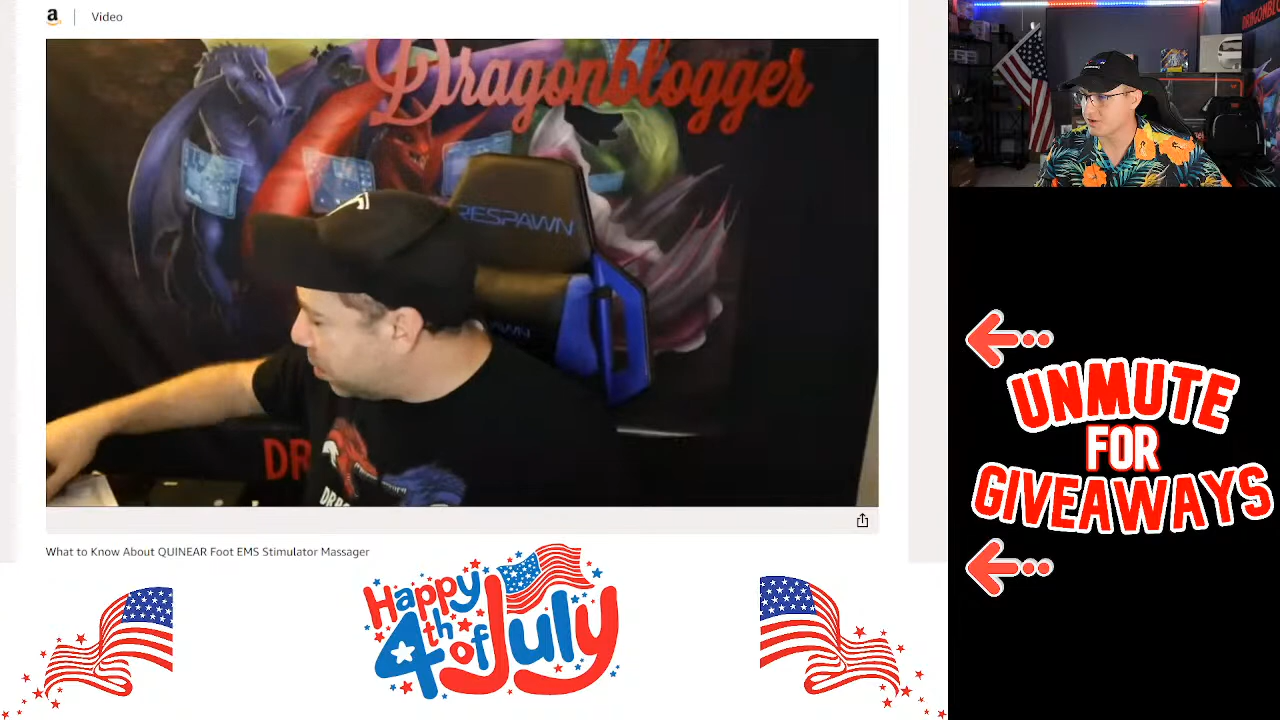 Video
Dragonblogger
RESPAWN
What to Know About QUINEAR Foot EMS Stimulator Massager
Happy
4th of July
UNMUTE
FOR
GIVEAWAYS